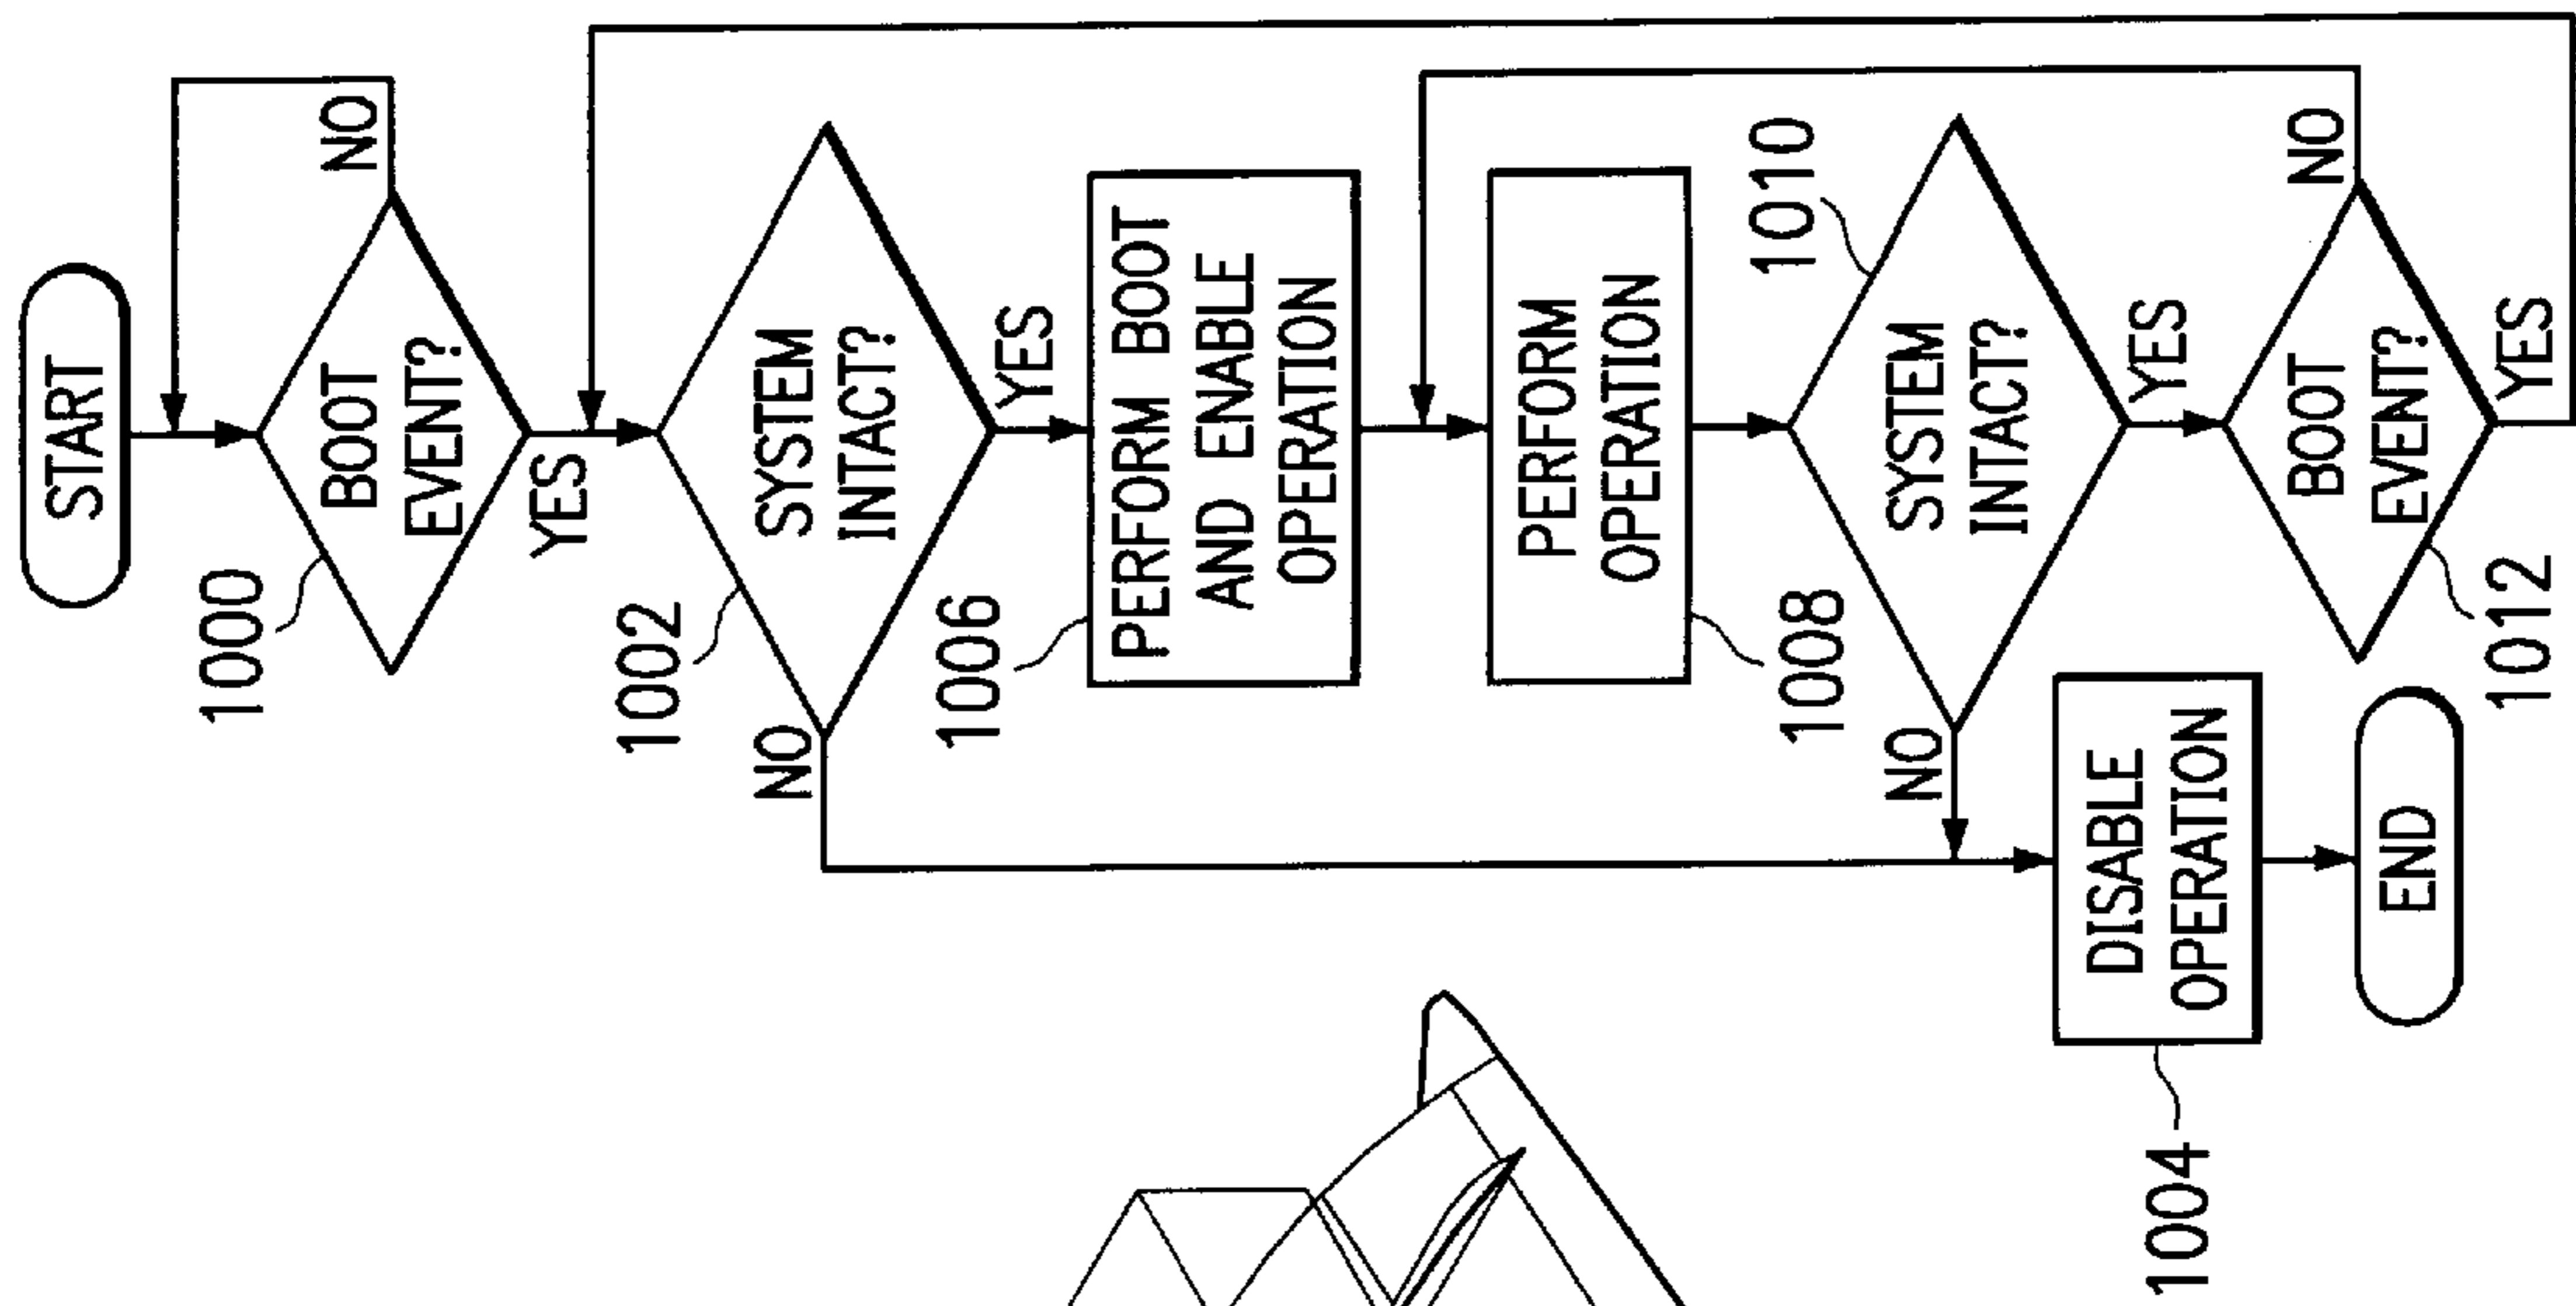 START
1000
BOOT
EVENT?
NO
YES
1002
SYSTEM
INTACT?
NO
YES
1006
PERFORM BOOT
AND ENABLE
OPERATION
PERFORM
OPERATION
1008
1010
SYSTEM
INTACT?
NO
YES
BOOT
EVENT?
NO
YES
1012
DISABLE
OPERATION
1004
END